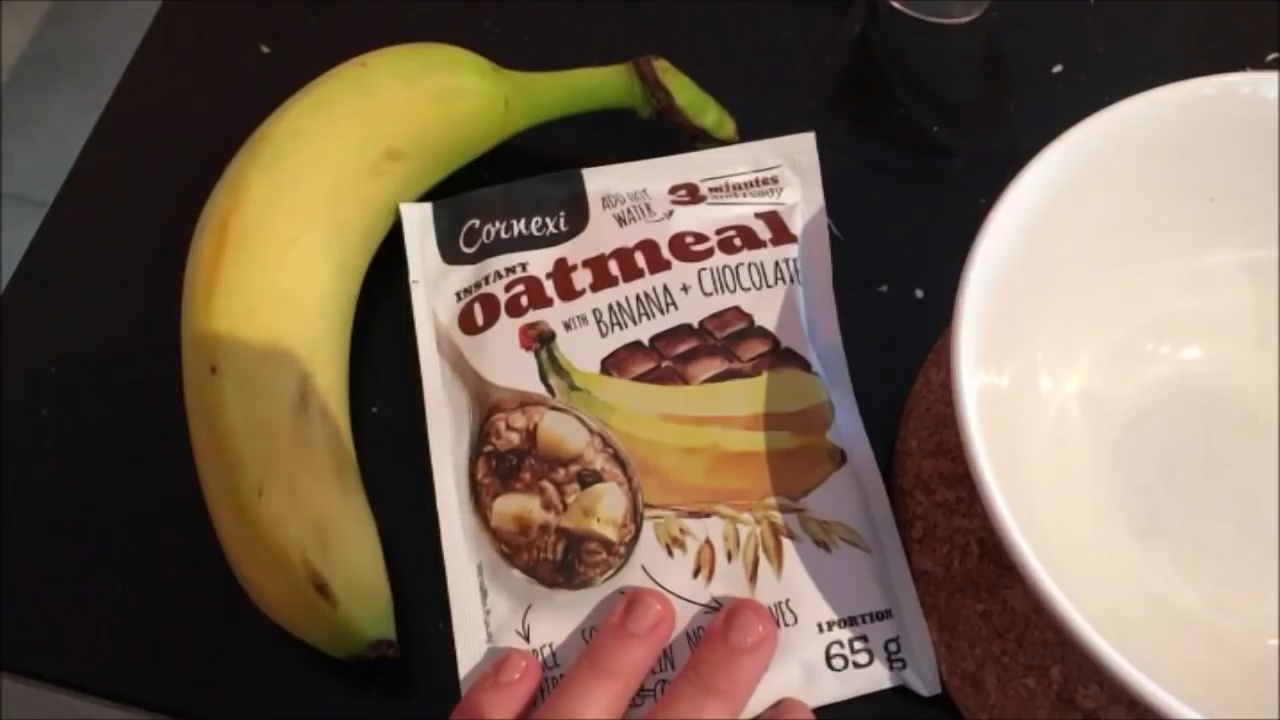 Cornexi
ADD HOT WATER
3 minutes
and ready
INSTANT
oatmeal
WITH BANANA + CHOCOLATE
1 PORTION
65 g